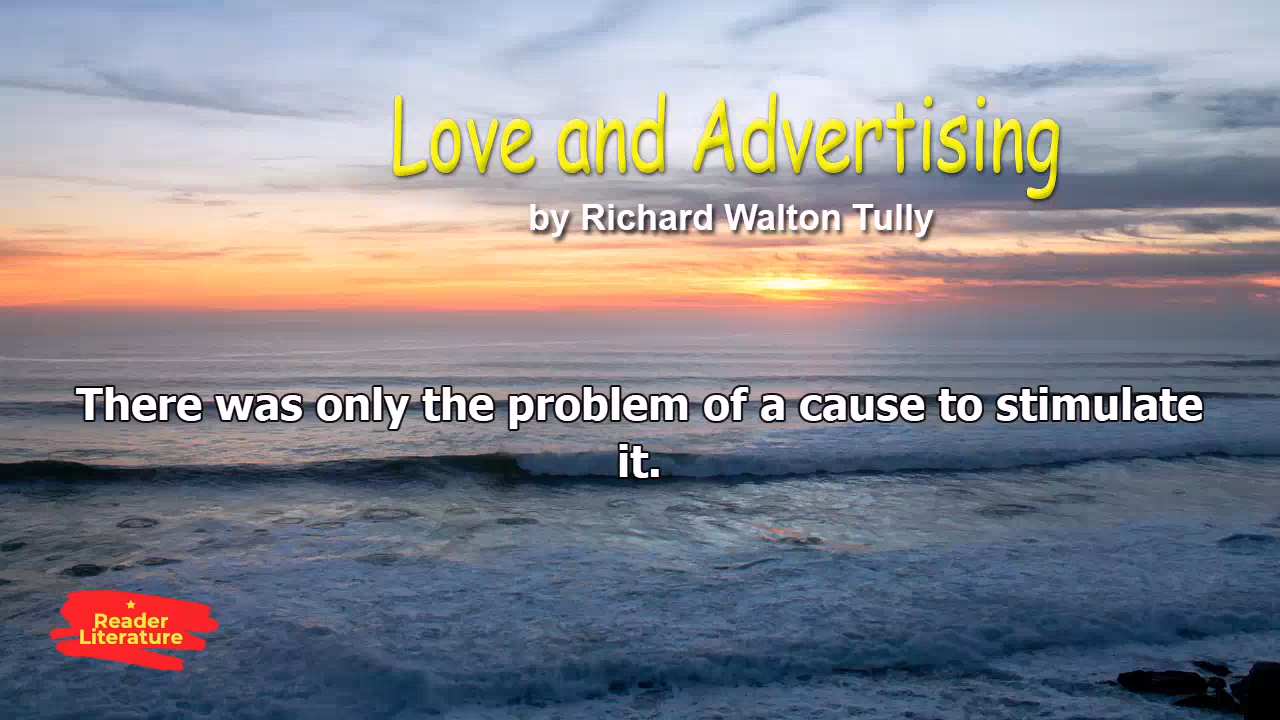 Love and Advertising
by Richard Walton Tully
There was only the problem of a cause to stimulate
it.
Reader
Literature